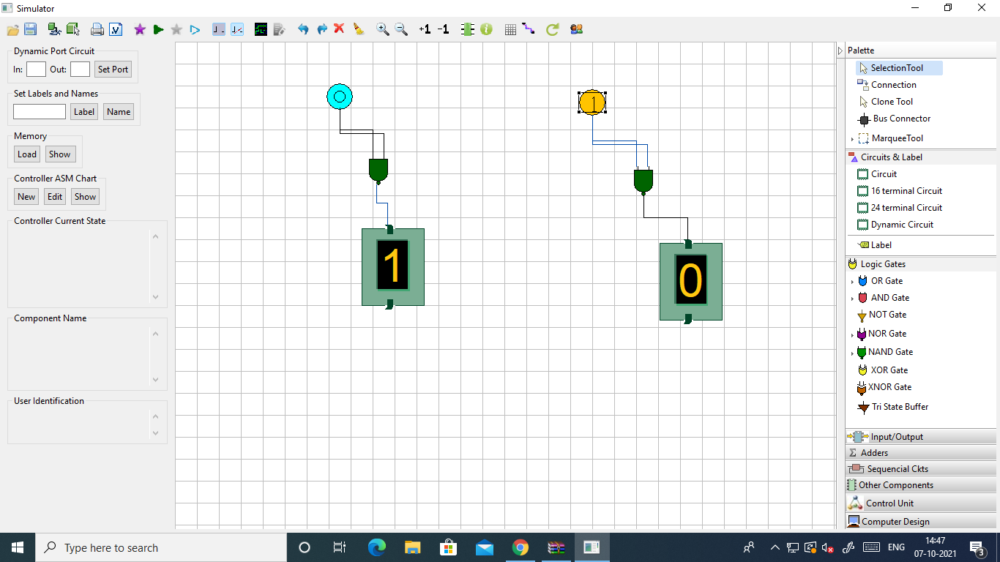 Simulator
+1 -1
Dynamic Port Circuit
In: Out: Set Port
Set Labels and Names
Label Name
Memory
Load Show
Controller ASM Chart
New Edit Show
Controller Current State
Component Name
User Identification
1
1
0
Palette
SelectionTool
Connection
Clone Tool
Bus Connector
MarqueeTool
Circuits & Label
Circuit
16 terminal Circuit
24 terminal Circuit
Dynamic Circuit
Label
Logic Gates
OR Gate
AND Gate
NOT Gate
NOR Gate
NAND Gate
XOR Gate
XNOR Gate
Tri State Buffer
Input/Output
Σ Adders
Sequencial Ckts
Other Components
Control Unit
Computer Design
Type here to search
ENG
14:47
07-10-2021
3